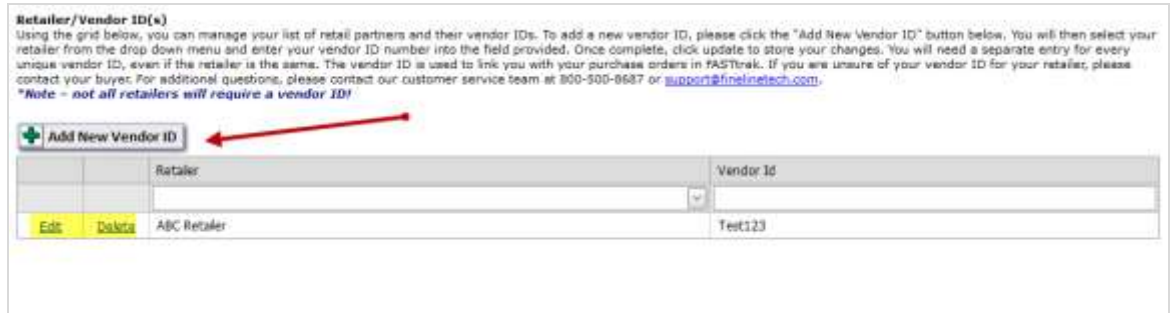 Retailer/Vendor ID(s)
Using the grid below, you can manage your list of retail partners and their vendor IDs. To add a new vendor ID, please click the "Add New Vendor ID" button below. You will then select your
retailer from the drop down menu and enter your vendor ID number into the field provided. Once complete, click update to store your changes. You will need a separate entry for every
unique vendor ID, even if the retailer is the same. The vendor ID is used to link you with your purchase orders in FASTtrak. If you are unsure of your vendor ID for your retailer, please
contact your buyer. For additional questions, please contact our customer service team at 800-500-8687 or support@finelinetech.com.
*Note – not all retailers will require a vendor ID!
Add New Vendor ID
Retailer Vendor Id
Edit Delete ABC Retailer Test123